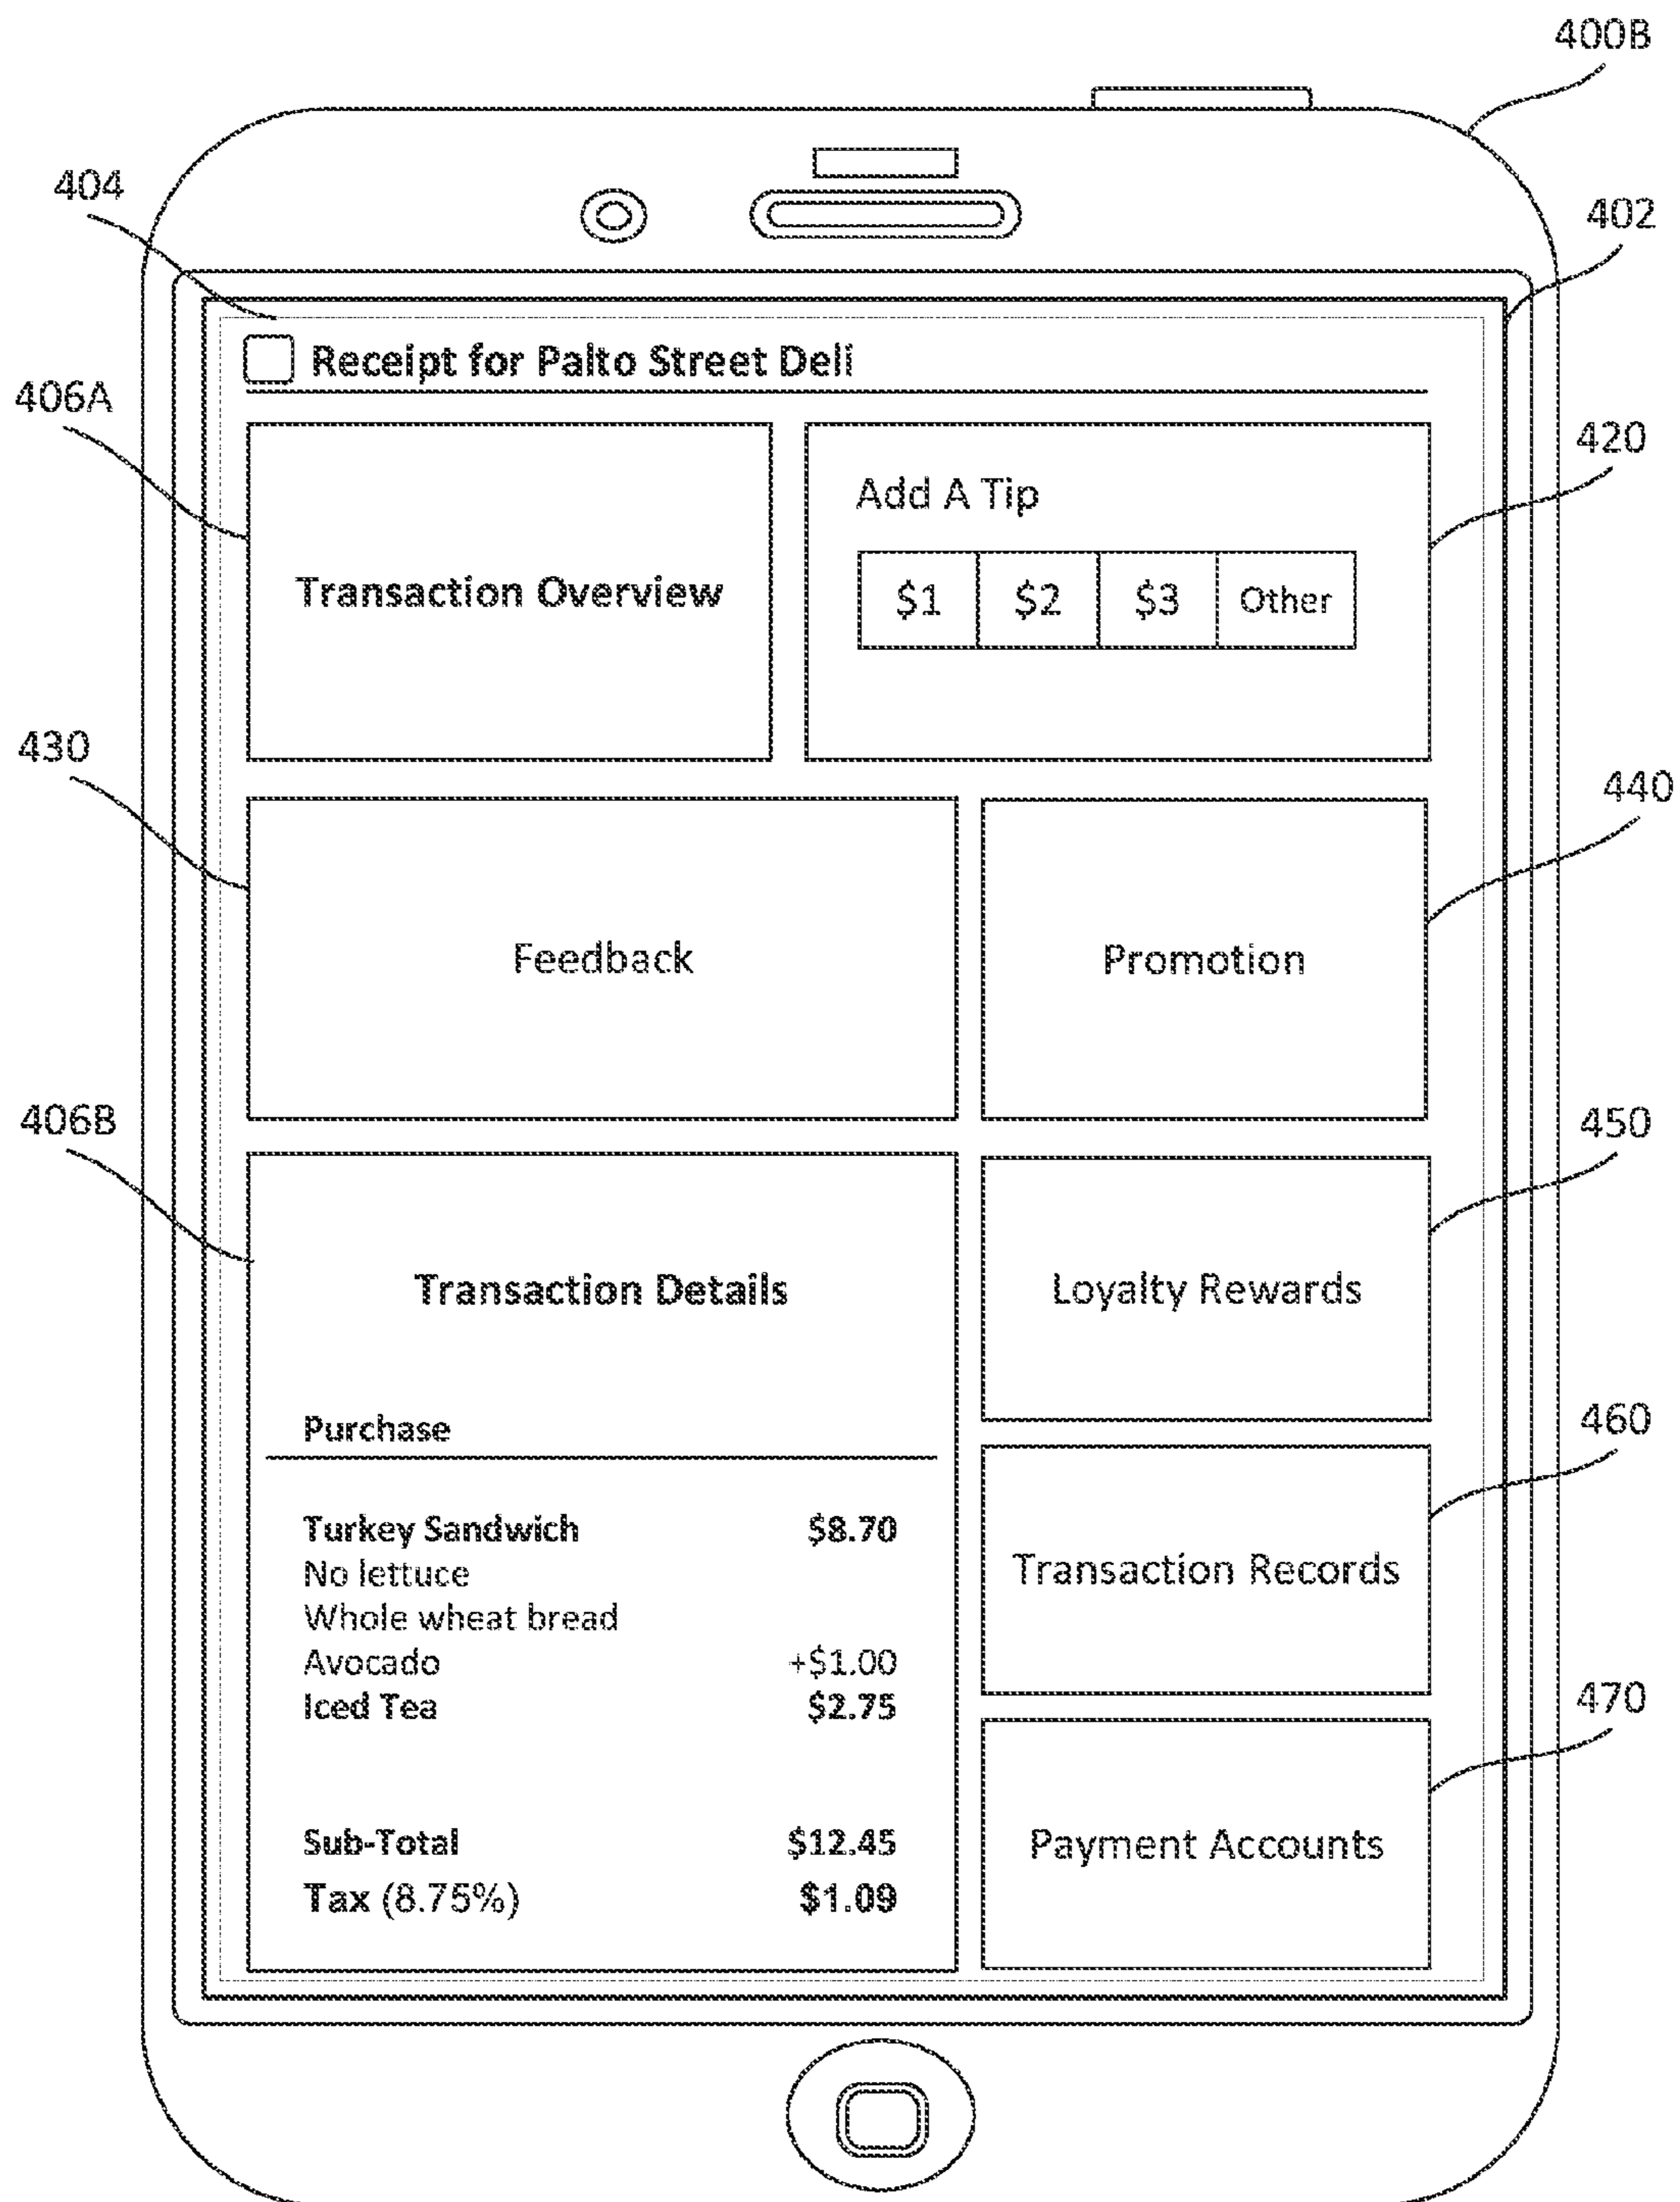 400B
404
402
Receipt for Palto Street Deli
406A
420
Add A Tip
$1 $2 $3 Other
Transaction Overview
430
440
Feedback
Promotion
406B
450
Transaction Details
Loyalty Rewards
Purchase
460
Turkey Sandwich $8.70
No lettuce
Whole wheat bread
Avocado +$1.00
Iced Tea $2.75
Transaction Records
470
Sub-Total $12.45
Tax (8.75%) $1.09
Payment Accounts